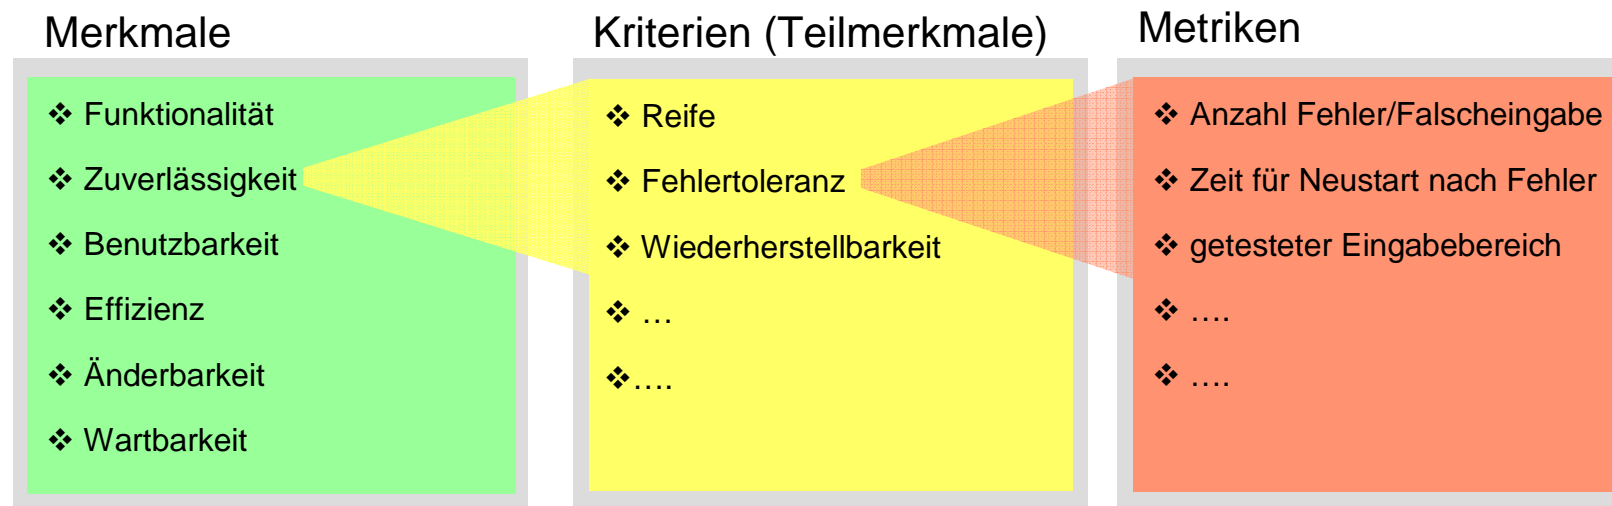 Merkmale
❖ Funktionalität
❖ Zuverlässigkeit
❖ Benutzbarkeit
❖ Effizienz
❖ Änderbarkeit
❖ Wartbarkeit
Kriterien (Teilmerkmale)
❖ Reife
❖ Fehlertoleranz
❖ Wiederherstellbarkeit
❖ …
❖….
Metriken
❖ Anzahl Fehler/Falscheingabe
❖ Zeit für Neustart nach Fehler
❖ getesteter Eingabebereich
❖ ….
❖ ….